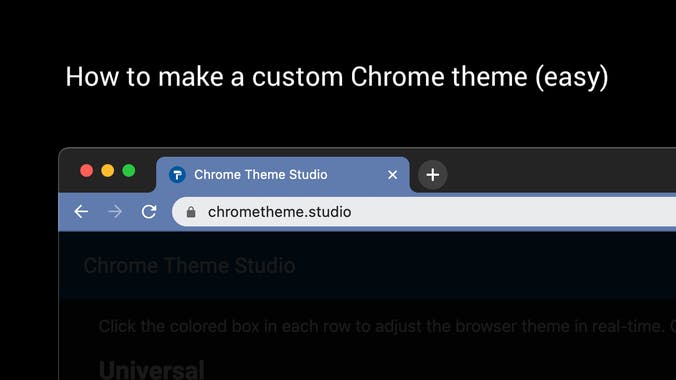 How to make a custom Chrome theme (easy)
Chrome Theme Studio
chrometheme.studio
Chrome Theme Studio
Click the colored box in each row to adjust the browser theme in real-time.
Universal